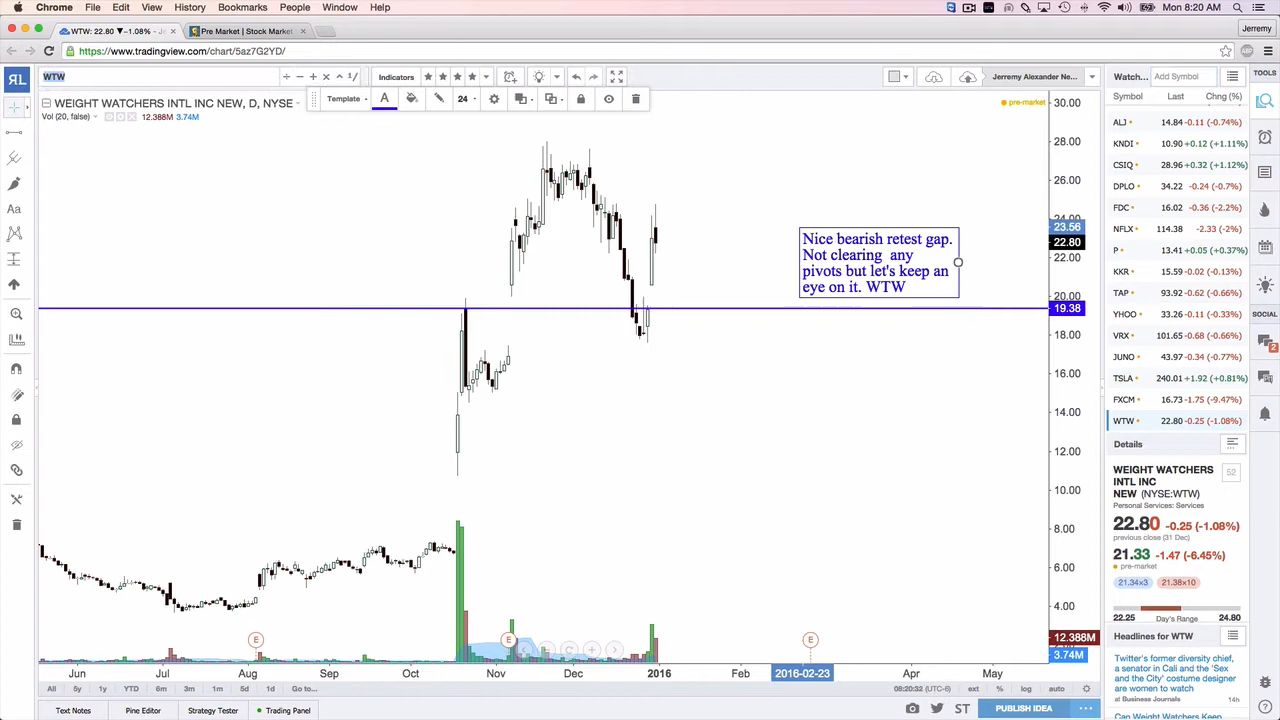 Chrome File Edit View History Bookmarks People Window Help Mon 8:20 AM
WTW: 22.80 ▼-1.08% - Je × Pre Market | Stock Market × Jeremy
https://www.tradingview.com/chart/5az7G2YD/
WTW Indicators Jerremy Alexander Ne... Watch... Add Symbol TOOLS
Template A 24 Symbol Last Chng (%)
WEIGHT WATCHERS INTL INC NEW, D, NYSE
Vol (20, false) 12.388M 3.74M
pre-market
30.00
28.00
26.00
24.00
23.56
22.80
22.00
20.00
19.38
18.00
16.00
14.00
12.00
10.00
8.00
6.00
4.00
12.388M
3.74M
Nice bearish retest gap.
Not clearing any
pivots but let's keep an
eye on it. WTW
ALJ 14.84 -0.11 (-0.74%)
KNDI 10.90 +0.12 (+1.11%)
CSIQ 28.96 +0.32 (+1.12%)
DPLO 34.22 -0.24 (-0.7%)
FDC 16.02 -0.36 (-2.2%)
NFLX 114.38 -2.33 (-2%)
P 13.41 +0.05 (+0.37%)
KKR 15.59 -0.02 (-0.13%)
TAP 93.92 -0.62 (-0.66%)
YHOO 33.26 -0.11 (-0.33%)
SOCIAL
VRX 101.65 -0.68 (-0.66%)
2
JUNO 43.97 -0.34 (-0.77%)
TSLA 240.01 +1.92 (+0.81%)
FXCM 16.73 -1.75 (-9.47%)
WTW 22.80 -0.25 (-1.08%)
Details
WEIGHT WATCHERS
INTL INC
NEW (NYSE:WTW)
52
Personal Services: Services
22.80 -0.25 (-1.08%)
previous close (31 Dec)
21.33 -1.47 (-6.45%)
pre-market
21.34×3 21.38×10
22.25 Day's Range 24.80
Headlines for WTW
Twitter's former diversity chief,
a senator in Cali and the 'Sex
and the City' costume designer
are women to watch
at Business Journals 14h
Can Weight Watchers Keep
E E E
Jun Jul Aug Sep Oct Nov Dec 2016 Feb 2016-02-23 Apr May
All 5y 1y YTD 6m 3m 1m 5d 1d Go to... 08:20:32 (UTC-6) ext % log auto
Text Notes Pine Editor Strategy Tester Trading Panel ST PUBLISH IDEA